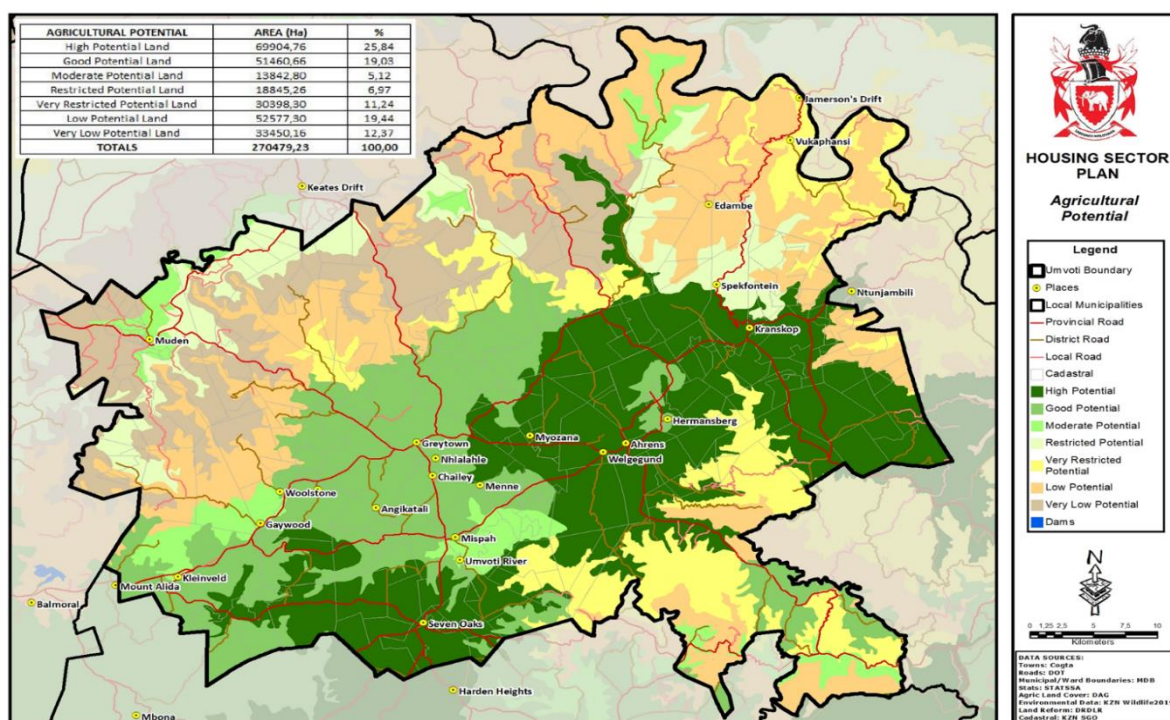 AGRICULTURAL POTENTIAL AREA (Ha) %
High Potential Land 69904,76 25,84
Good Potential Land 51460,66 19,03
Moderate Potential Land 13842,80 5,12
Restricted Potential Land 18845,26 6,97
Very Restricted Potential Land 30398,30 11,24
Low Potential Land 52577,30 19,44
Very Low Potential Land 33450,16 12,37
TOTALS 270479,23 100,00
Jamerson's Drift
Vukaphansi
Keates Drift
Edambe
Spekfontein
Ntunjambili
Kranskop
Muden
Hermansberg
Greytown
Myozana
Ahrens
Welgegund
Nhlalahle
Chailey
Menne
Woolstone
Angikatali
Gaywood
Mispah
Umvoti River
Kleinveld
Mount Alida
Balmoral
Seven Oaks
Harden Heights
Mbona
HOUSING SECTOR
PLAN
Agricultural
Potential
Legend
Umvoti Boundary
Places
Local Municipalities
Provincial Road
District Road
Local Road
Cadastral
High Potential
Good Potential
Moderate Potential
Restricted Potential
Very Restricted
Potential
Low Potential
Very Low Potential
Dams
N
0 1,25 2,5 5 7,5 10
Kilometers
DATA SOURCES:
Towns: Cogta
Roads: DOT
Municipal/Ward Boundaries: MDB
Stats: STATSSA
Agric Land Cover: DAG
Environmental Data: KZN Wildlife201
Land Reform: DRDLR
Cadastral: KZN SGO